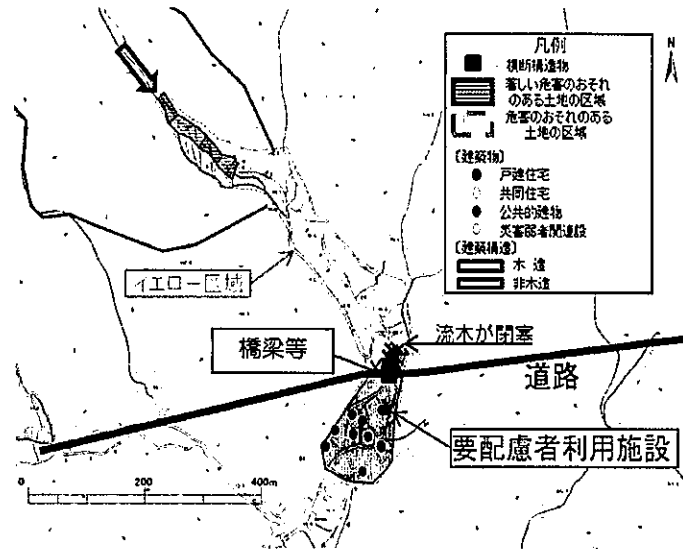 凡例
横断構造物
著しい危害のおそれ
のある土地の区域
危害のおそれのある
土地の区域
[建築物]
戸建住宅
共同住宅
公共的建物
災害弱者関連設
[建築構造]
木造
非木造
N
イエロー区域
橋梁等
流木が閉塞
道路
要配慮者利用施設
0 200 400m